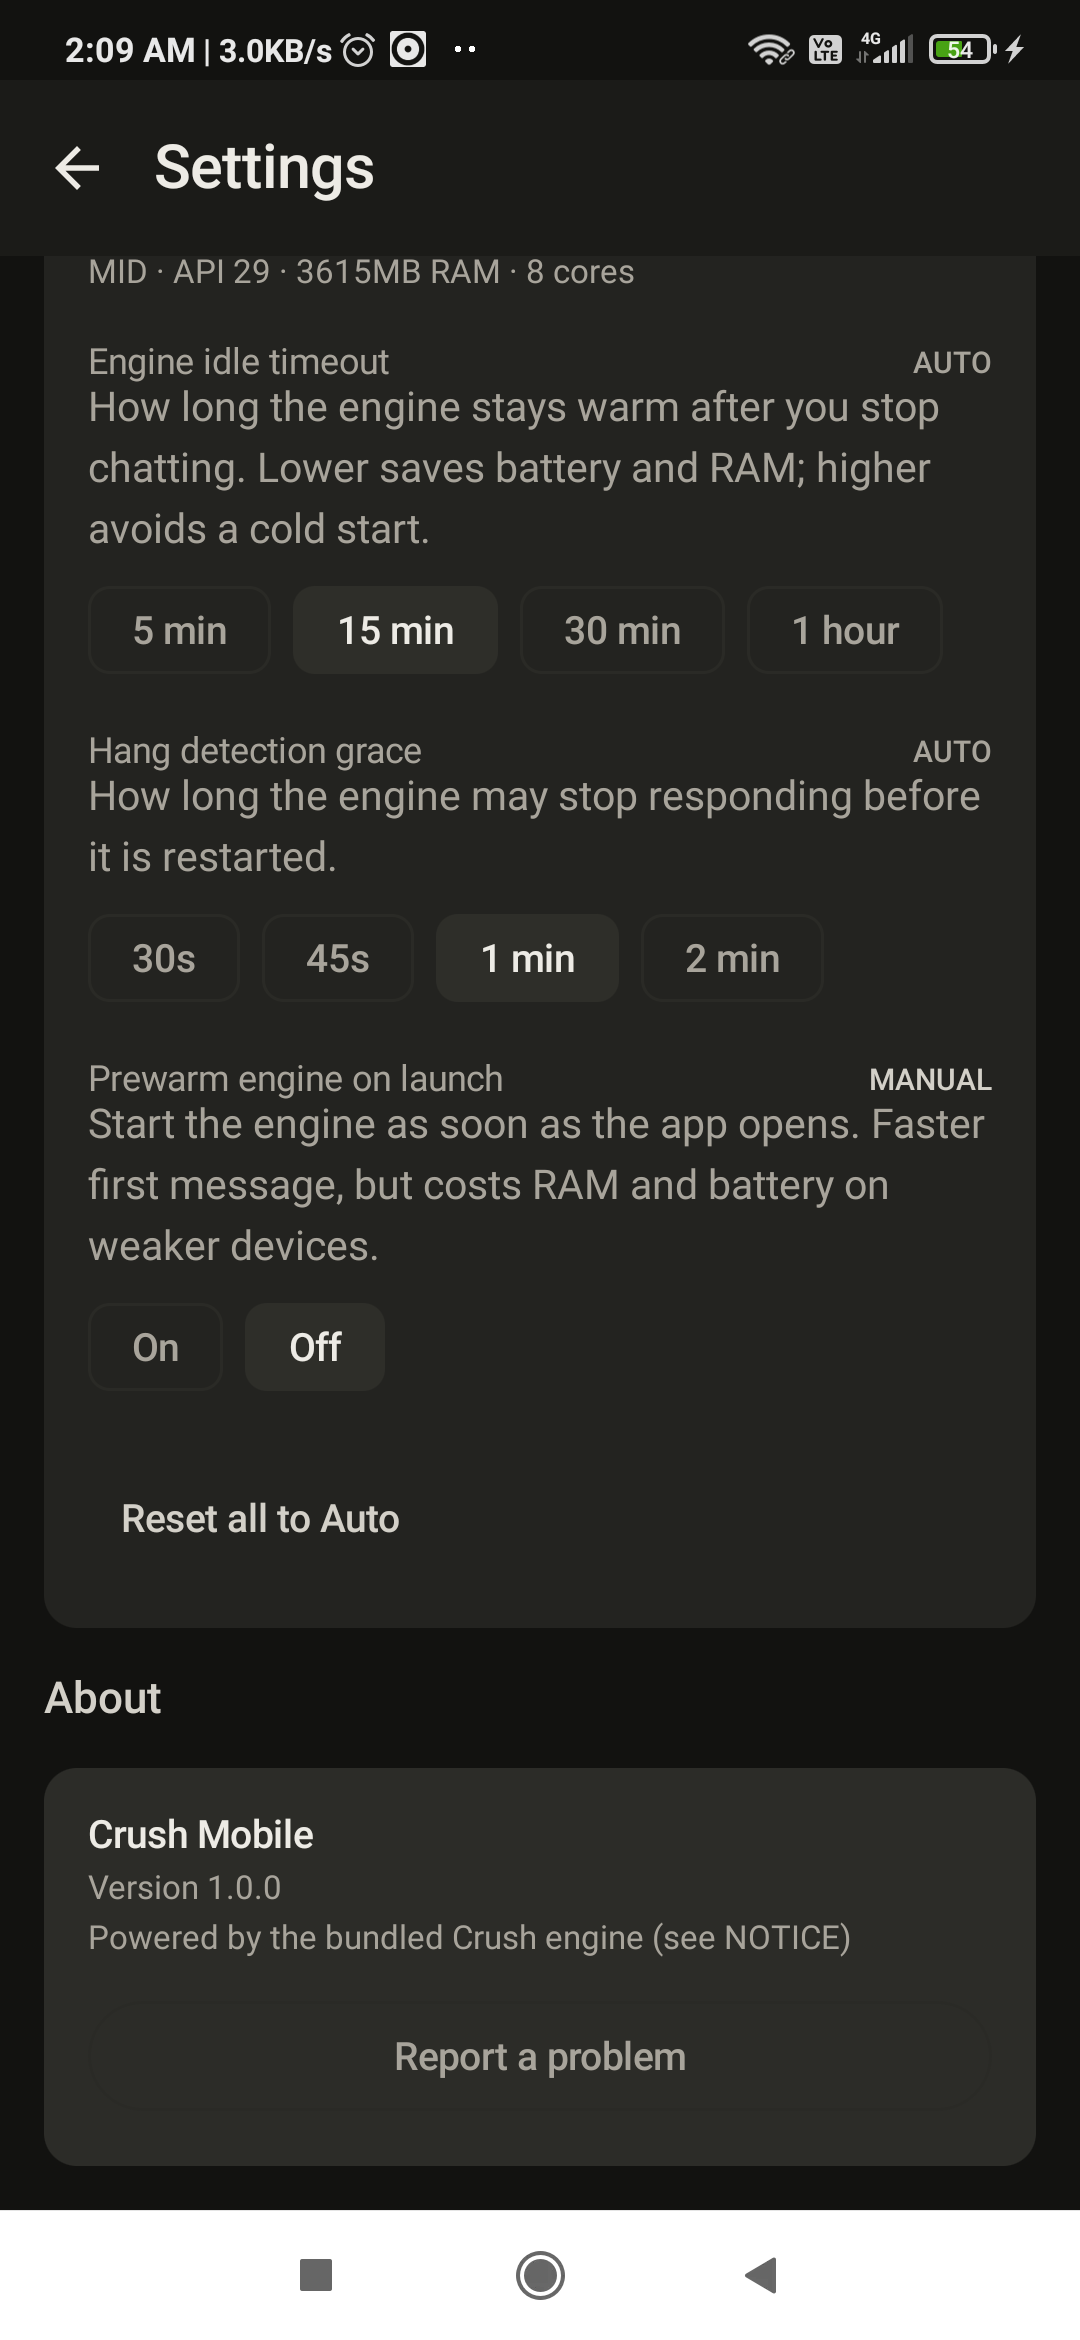 2:09 AM | 3.0KB/s
Vo LTE 4G 54
Settings
MID · API 29 · 3615MB RAM · 8 cores
Engine idle timeout AUTO
How long the engine stays warm after you stop
chatting. Lower saves battery and RAM; higher
avoids a cold start.
5 min 15 min 30 min 1 hour
Hang detection grace AUTO
How long the engine may stop responding before
it is restarted.
30s 45s 1 min 2 min
Prewarm engine on launch MANUAL
Start the engine as soon as the app opens. Faster
first message, but costs RAM and battery on
weaker devices.
On Off
Reset all to Auto
About
Crush Mobile
Version 1.0.0
Powered by the bundled Crush engine (see NOTICE)
Report a problem